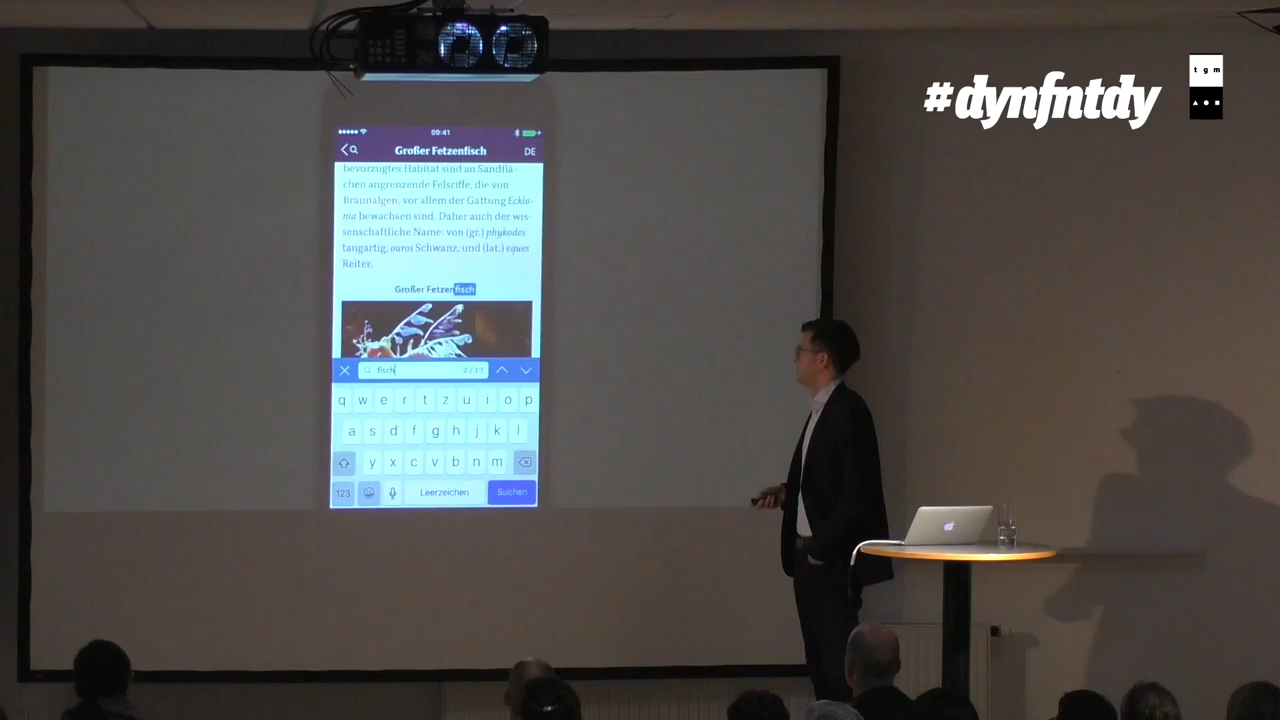 #dynfntdy
t g m
09:41
Großer Fetzenfisch
DE
bevorzugtes Habitat sind an Sandflä-
chen angrenzende Felsriffe, die von
Braunalgen, vor allem der Gattung Ecklo-
nia bewachsen sind. Daher auch der wis-
senschaftliche Name: von (gr.) phykodes
tangartig, ouros Schwanz, und (lat.) eques
Reiter.
Großer Fetzenfisch
fisch 2/17
q w e r t z u i o p
a s d f g h j k l
y x c v b n m
123 Leerzeichen Suchen